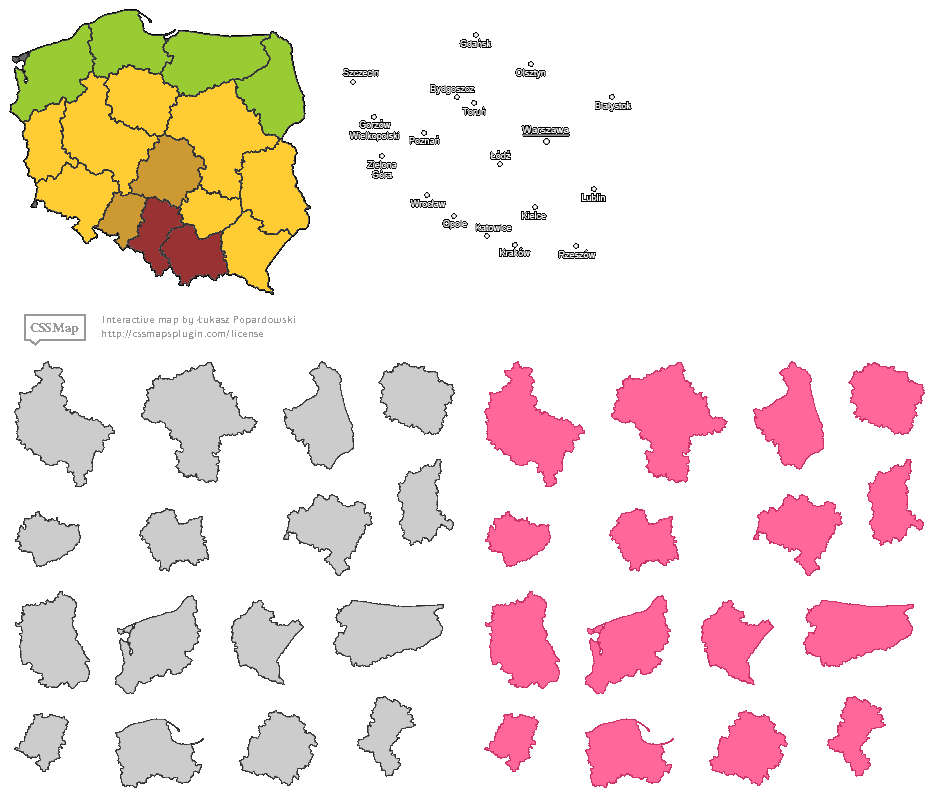 Gdańsk
Szczecin
Olsztyn
Bydgoszcz
Białystok
Toruń
Gorzów
Wielkopolski
Poznań
Warszawa
Łódź
Zielona
Góra
Wrocław
Lublin
Opole
Kielce
Katowice
Kraków
Rzeszów
CSSMap
Interactive map by Łukasz Popardowski
http://cssmapsplugin.com/license